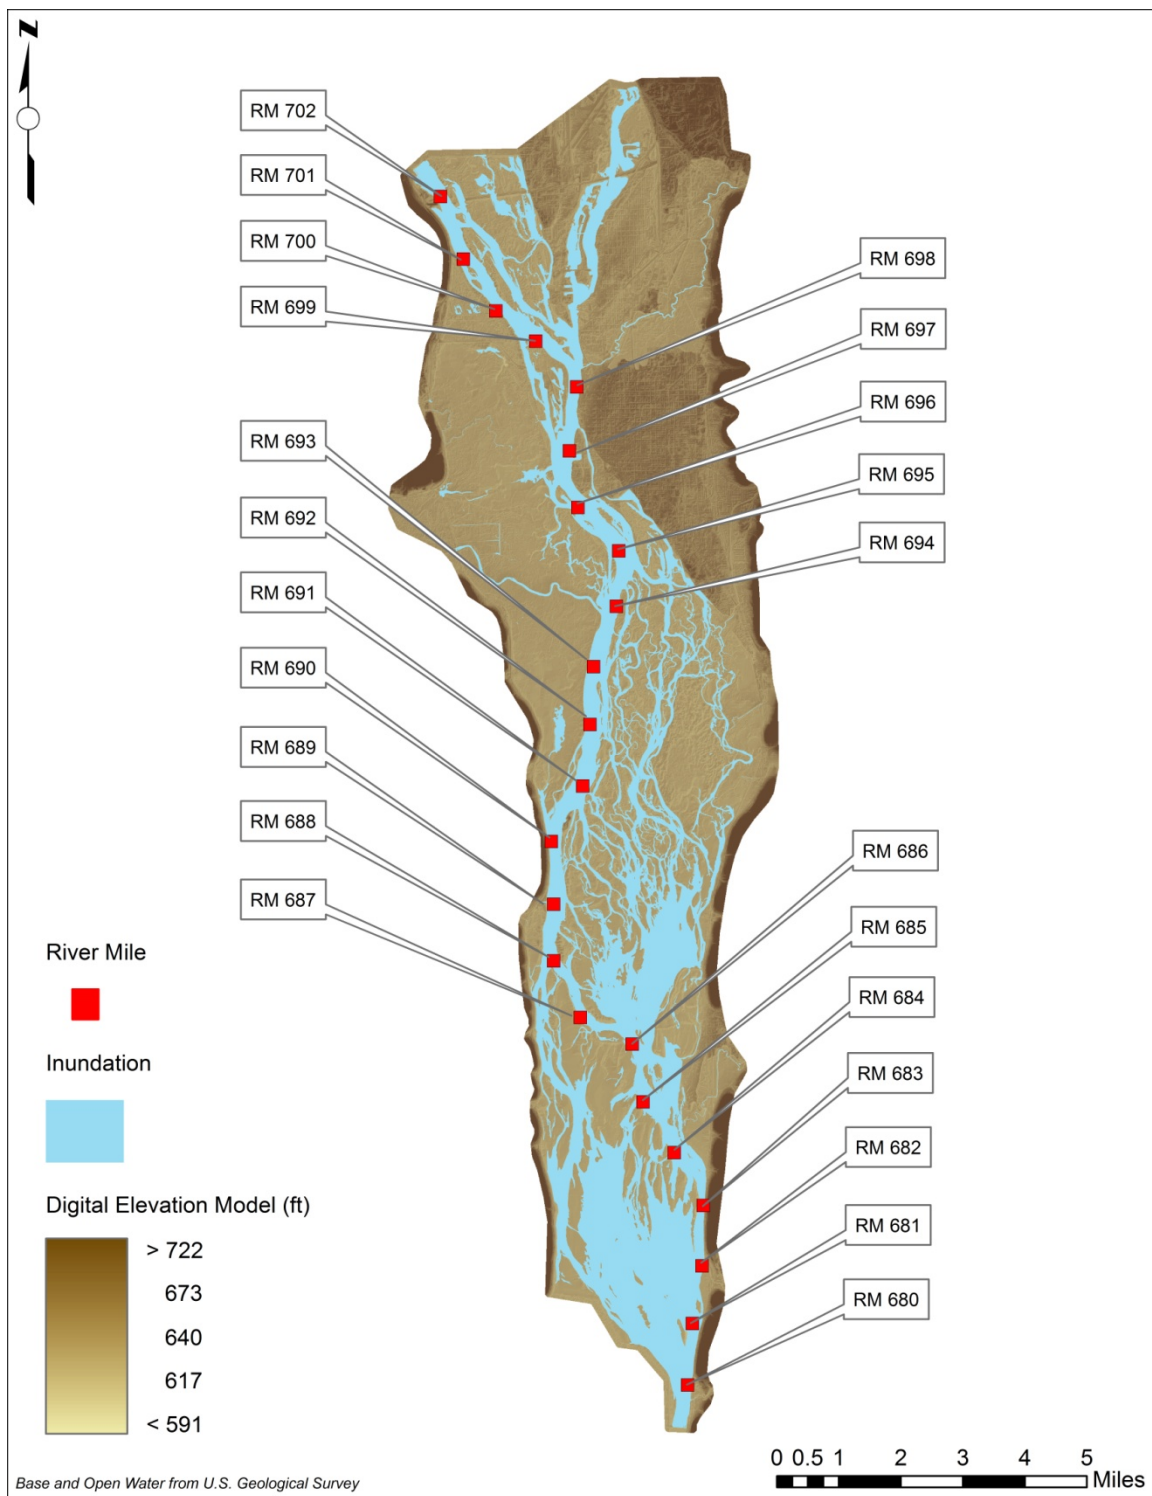 N
RM 702
RM 701
RM 700
RM 699
RM 698
RM 697
RM 696
RM 695
RM 694
RM 693
RM 692
RM 691
RM 690
RM 689
RM 688
RM 687
RM 686
RM 685
RM 684
RM 683
RM 682
RM 681
RM 680
River Mile
Inundation
Digital Elevation Model (ft)
> 722
673
640
617
< 591
0 0.5 1 2 3 4 5
Miles
Base and Open Water from U.S. Geological Survey